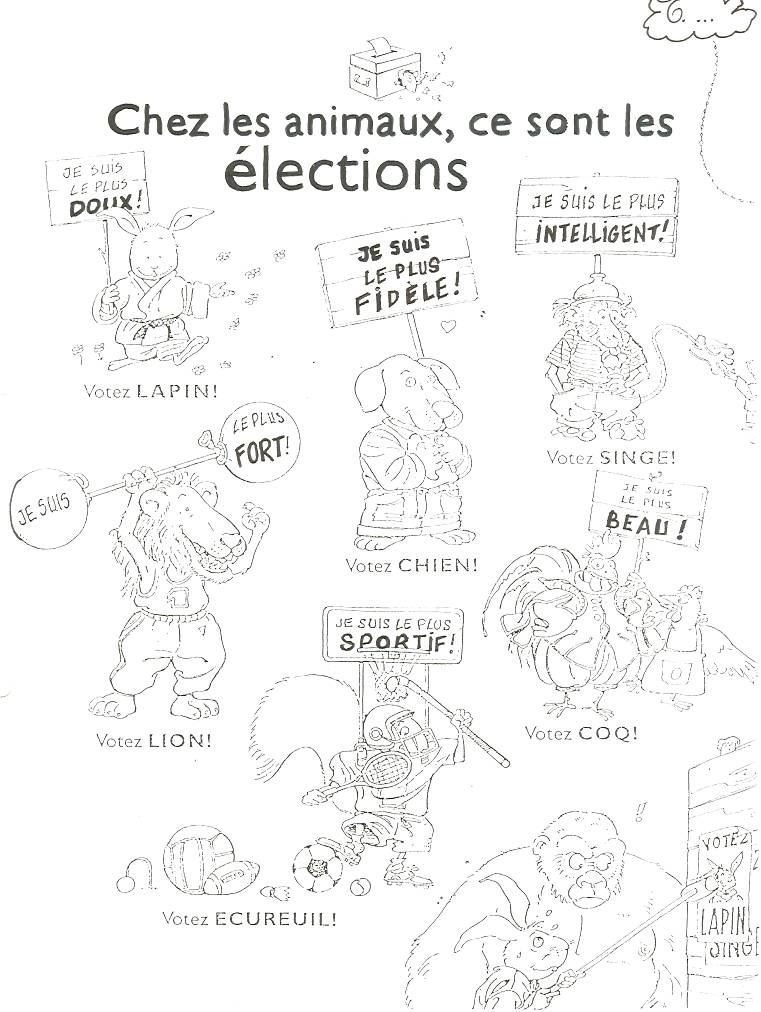 6. ...
Chez les animaux, ce sont les
élections
JE SUIS
LE PLUS
DOUX!
Votez LAPIN!
JE SUIS
LE PLUS
FIDÈLE!
Votez CHIEN!
JE SUIS LE PLUS
INTELLIGENT!
Votez SINGE!
JE SUIS
LE PLUS
FORT!
Votez LION!
JE SUIS LE PLUS
SPORTIF!
Votez ECUREUIL!
JE SUIS
LE PLUS
BEAU!
Votez COQ!
VOTEZ
LAPIN
SINGE